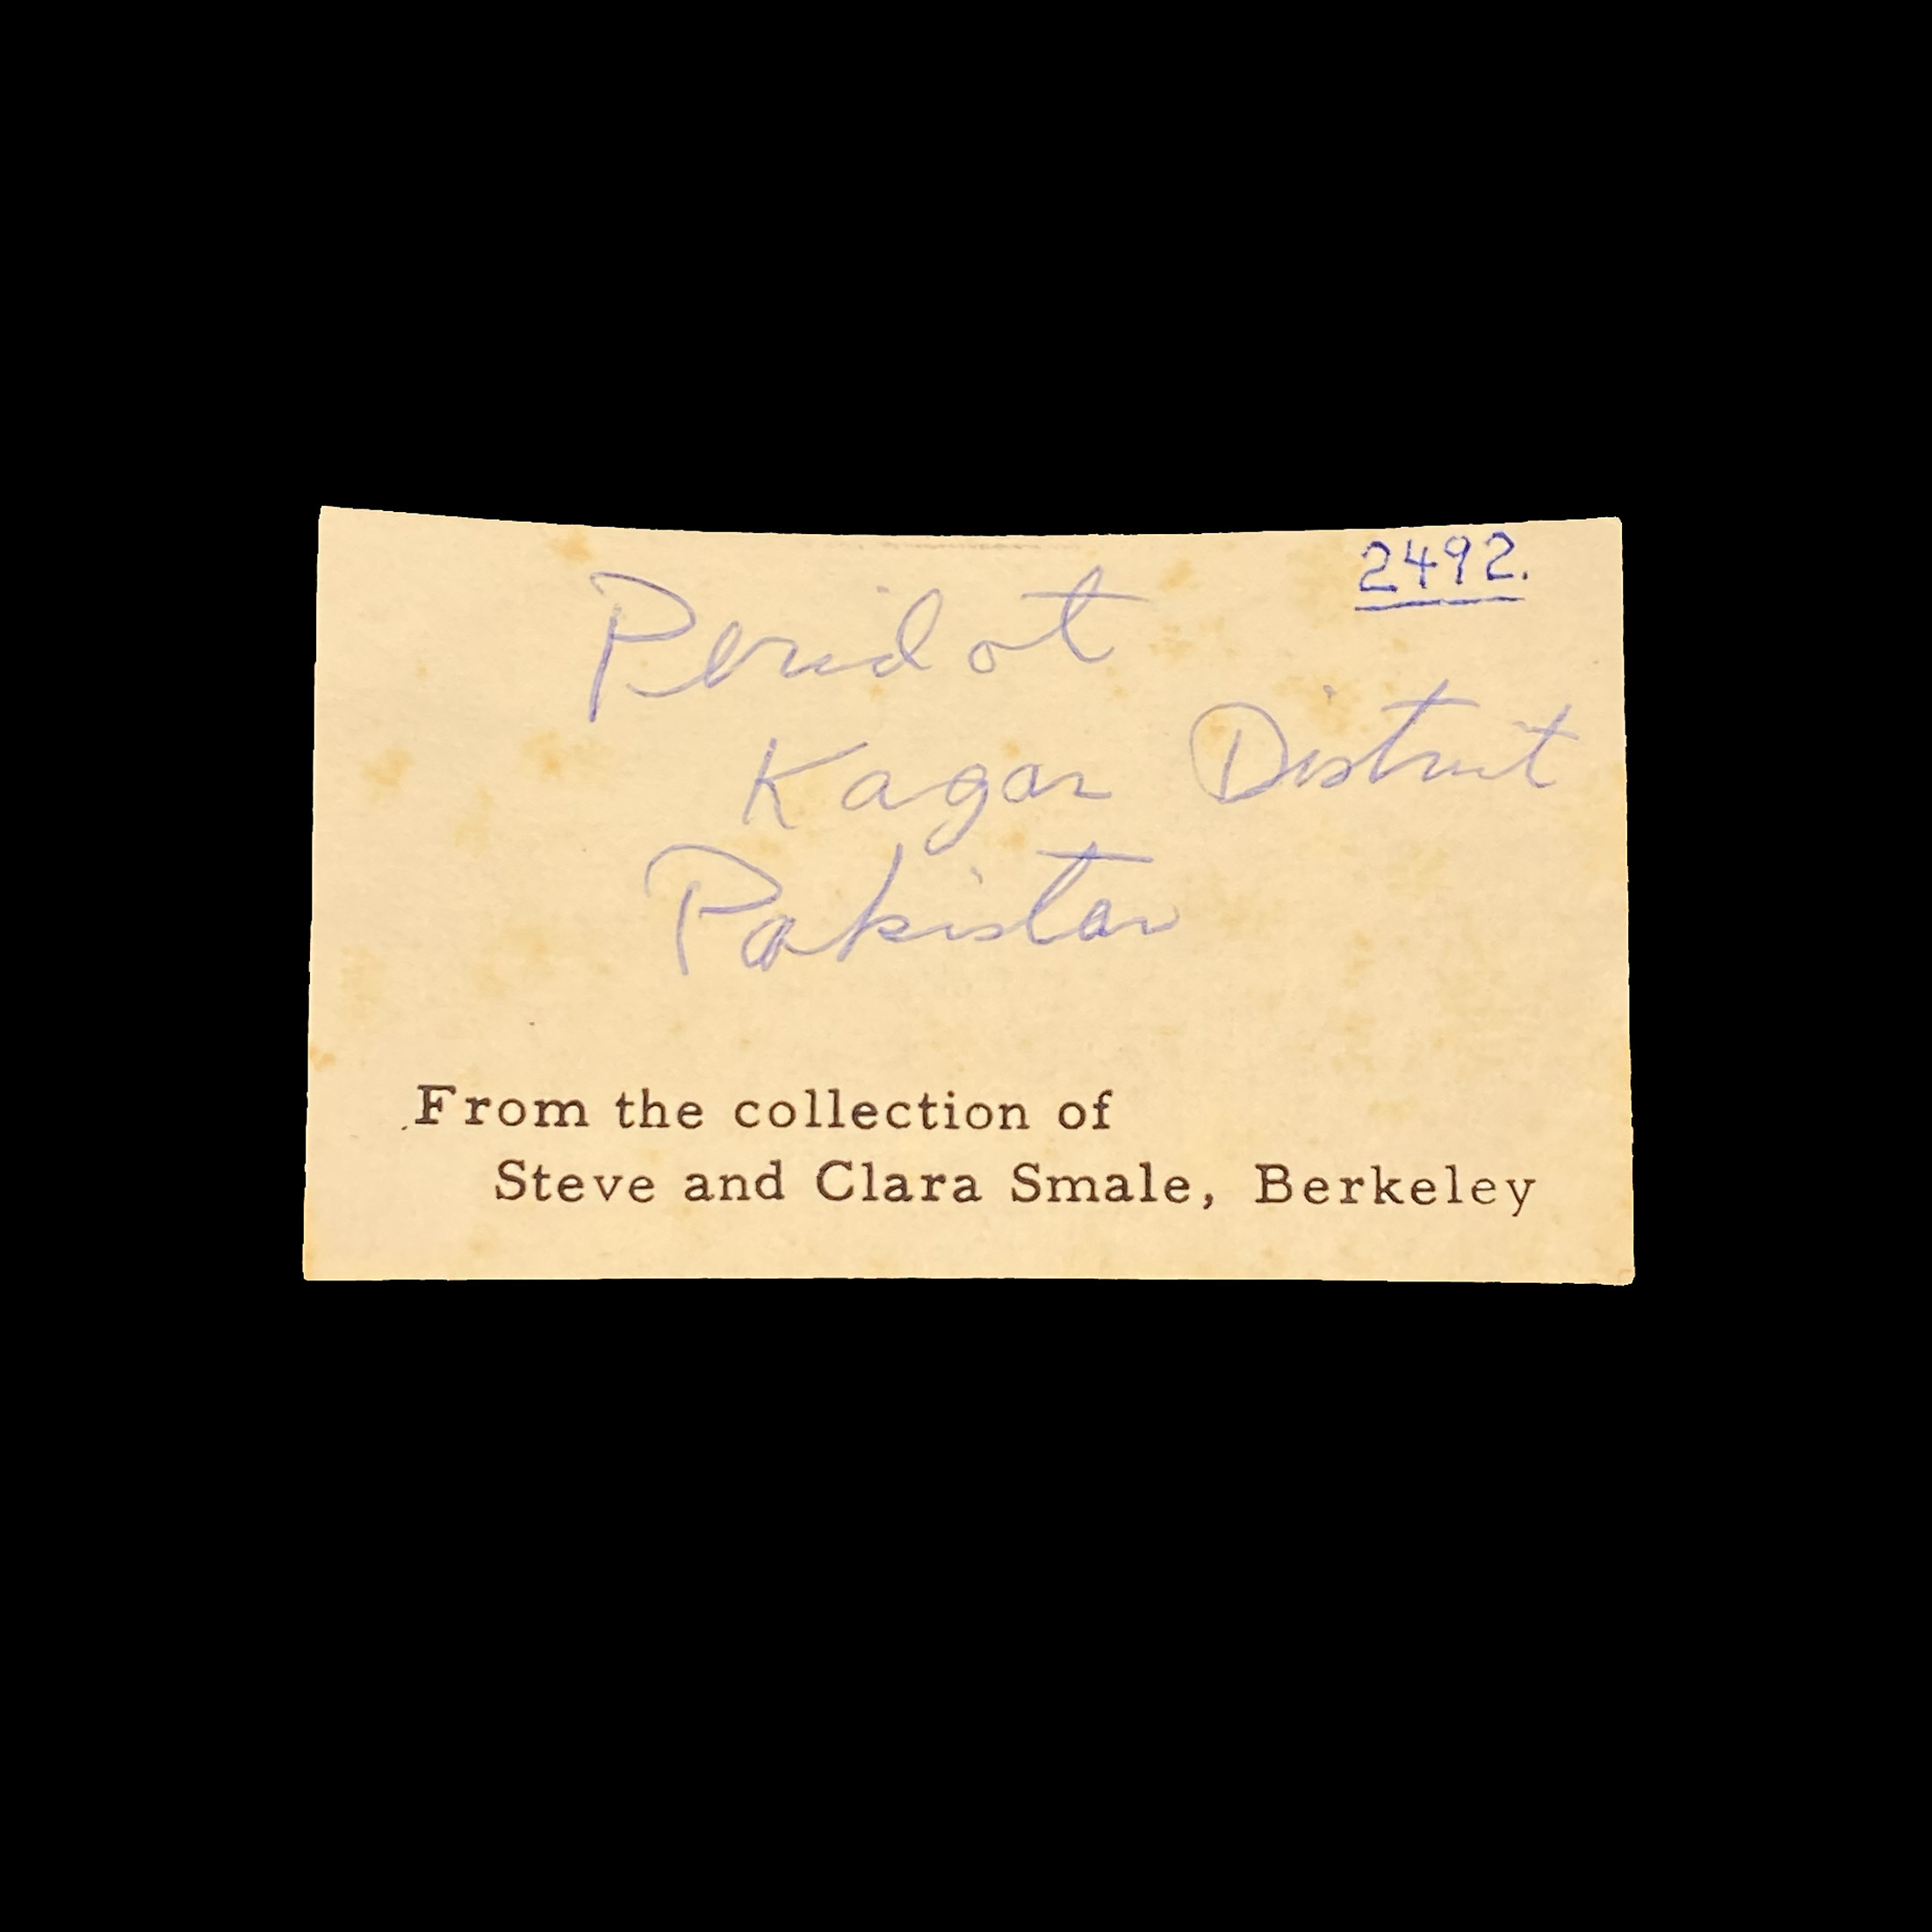 2492.
Peridot
Kagan District
Pakistan
From the collection of
Steve and Clara Smale, Berkeley